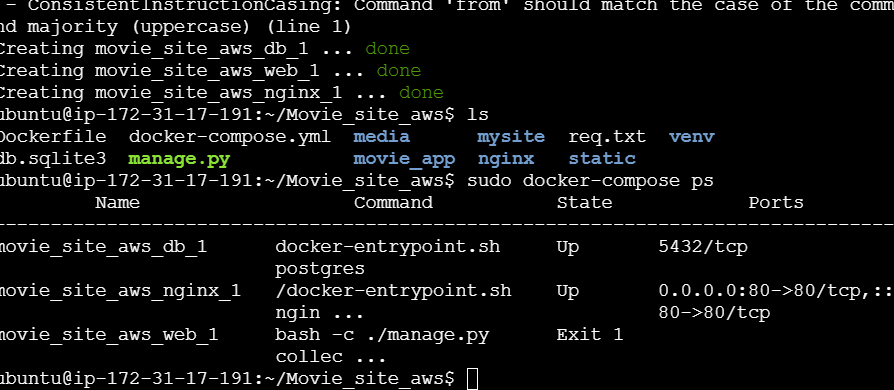 - ConsistentInstructionCasing: Command 'from' should match the case of the comm
nd majority (uppercase) (line 1)
Creating movie_site_aws_db_1 ... done
Creating movie_site_aws_web_1 ... done
Creating movie_site_aws_nginx_1 ... done
ubuntu@ip-172-31-17-191:~/Movie_site_aws$ ls
Dockerfile docker-compose.yml media mysite req.txt venv
db.sqlite3 manage.py movie_app nginx static
ubuntu@ip-172-31-17-191:~/Movie_site_aws$ sudo docker-compose ps
Name Command State Ports
--------------------------------------------------------------------------------
movie_site_aws_db_1 docker-entrypoint.sh Up 5432/tcp
postgres
movie_site_aws_nginx_1 /docker-entrypoint.sh Up 0.0.0.0:80->80/tcp,::
ngin ... 80->80/tcp
movie_site_aws_web_1 bash -c ./manage.py Exit 1
collec ...
ubuntu@ip-172-31-17-191:~/Movie_site_aws$